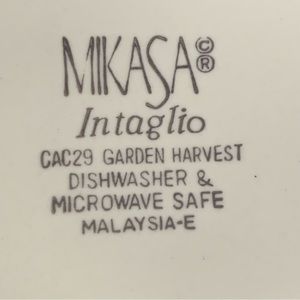 MIKASA©®
Intaglio
CAC29 GARDEN HARVEST
DISHWASHER &
MICROWAVE SAFE
MALAYSIA-E